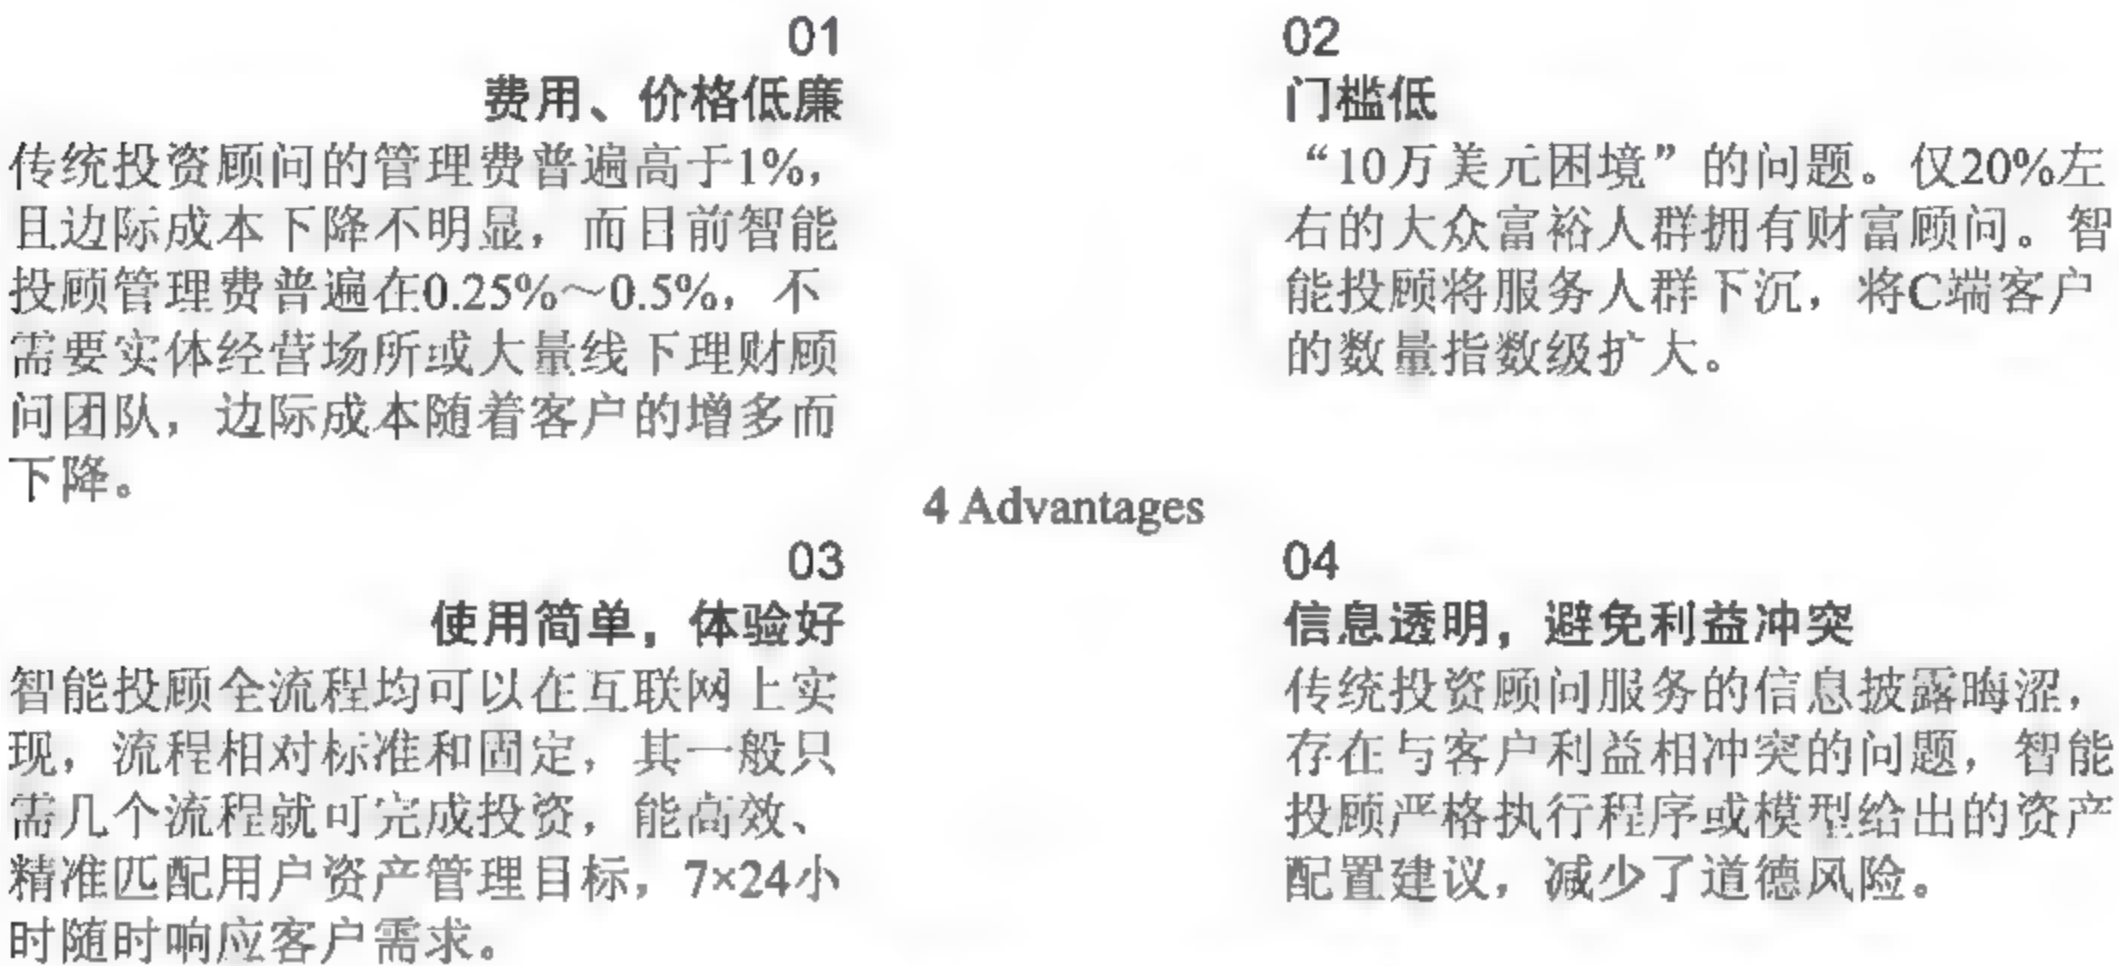 01
费用、价格低廉
传统投资顾问的管理费普遍高于1%，
且边际成本下降不明显，而目前智能
投顾管理费普遍在0.25%～0.5%，不
需要实体经营场所或大量线下理财顾
问团队，边际成本随着客户的增多而
下降。
02
门槛低
“10万美元困境”的问题。仅20%左
右的大众富裕人群拥有财富顾问。智
能投顾将服务人群下沉，将C端客户
的数量指数级扩大。
4 Advantages
03
使用简单，体验好
智能投顾全流程均可以在互联网上实
现，流程相对标准和固定，其一般只
需几个流程就可完成投资，能高效、
精准匹配用户资产管理目标，7×24小
时随时响应客户需求。
04
信息透明，避免利益冲突
传统投资顾问服务的信息披露晦涩，
存在与客户利益相冲突的问题，智能
投顾严格执行程序或模型给出的资产
配置建议，减少了道德风险。